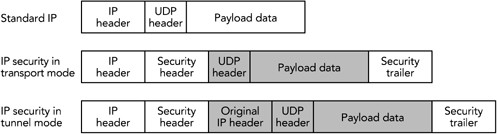 Standard IP
IP
header
UDP
header
Payload data
IP security in
transport mode
IP
header
Security
header
UDP
header
Payload data
Security
trailer
IP security in
tunnel mode
IP
header
Security
header
Original
IP header
UDP
header
Payload data
Security
trailer